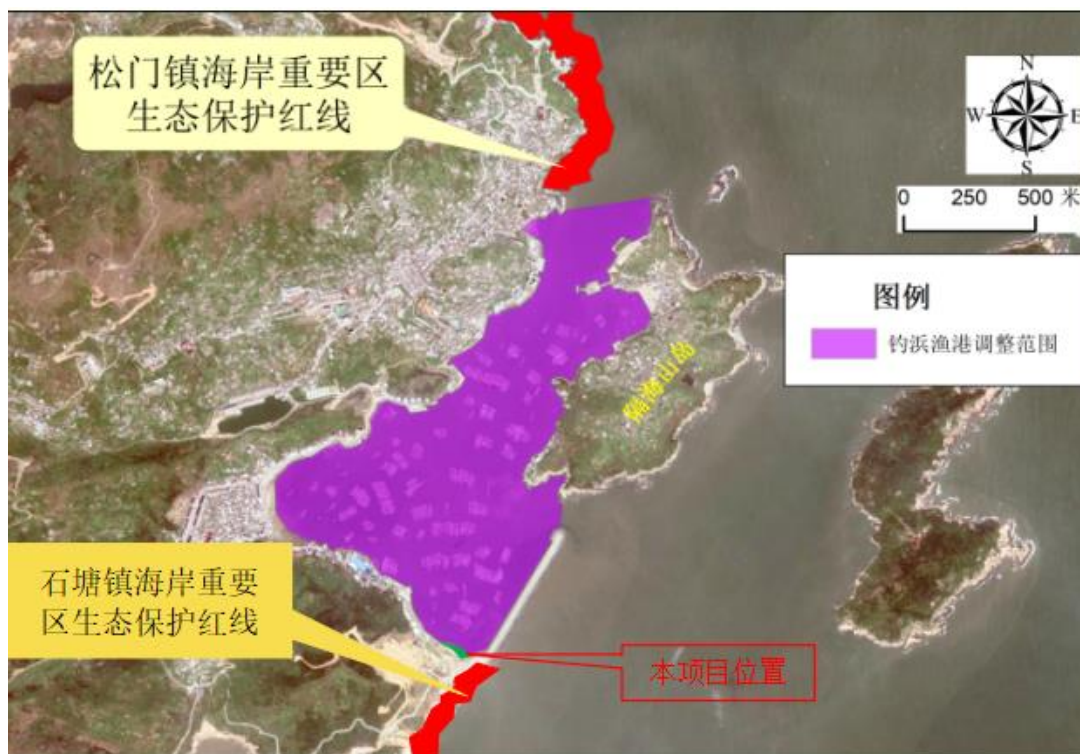 松门镇海岸重要区
生态保护红线
N
W
E
S
0 250 500 米
图例
钓浜渔港调整范围
隔海山岛
石塘镇海岸重要
区生态保护红线
本项目位置